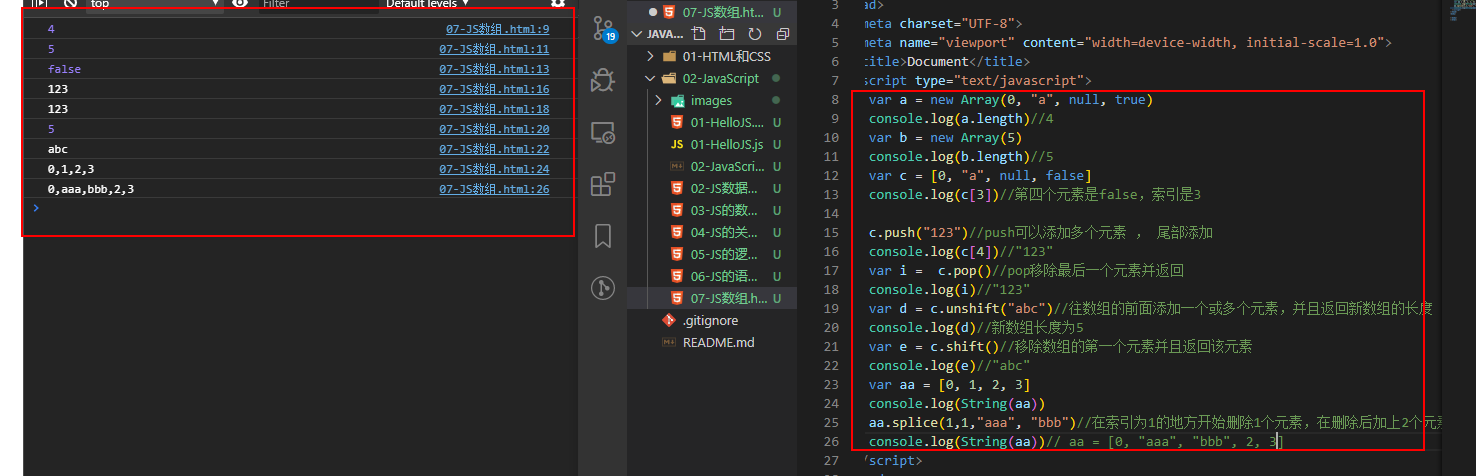 top
Filter
Default levels
4 07-JS数组.html:9
5 07-JS数组.html:11
false 07-JS数组.html:13
123 07-JS数组.html:16
123 07-JS数组.html:18
5 07-JS数组.html:20
abc 07-JS数组.html:22
0,1,2,3 07-JS数组.html:24
0,aaa,bbb,2,3 07-JS数组.html:26
>
19
07-JS数组.ht... U
JAVA...
01-HTML和CSS
02-JavaScript
images
01-HelloJS.... U
JS 01-HelloJS.js U
02-JavaScri... U
02-JS数据... U
03-JS的数... U
04-JS的关... U
05-JS的逻... U
06-JS的语... U
07-JS数组.h... U
.gitignore
README.md
3 ad>
4 meta charset="UTF-8">
5 meta name="viewport" content="width=device-width, initial-scale=1.0">
6 title>Document</title>
7 script type="text/javascript">
8 var a = new Array(0, "a", null, true)
9 console.log(a.length)//4
10 var b = new Array(5)
11 console.log(b.length)//5
12 var c = [0, "a", null, false]
13 console.log(c[3])//第四个元素是false，索引是3
14
15 c.push("123")//push可以添加多个元素 ， 尾部添加
16 console.log(c[4])//"123"
17 var i =  c.pop()//pop移除最后一个元素并返回
18 console.log(i)//"123"
19 var d = c.unshift("abc")//往数组的前面添加一个或多个元素，并且返回新数组的长度
20 console.log(d)//新数组长度为5
21 var e = c.shift()//移除数组的第一个元素并且返回该元素
22 console.log(e)//"abc"
23 var aa = [0, 1, 2, 3]
24 console.log(String(aa))
25 aa.splice(1,1,"aaa", "bbb")//在索引为1的地方开始删除1个元素，在删除后加上2个元素
26 console.log(String(aa))// aa = [0, "aaa", "bbb", 2, 3]
27 /script>
28